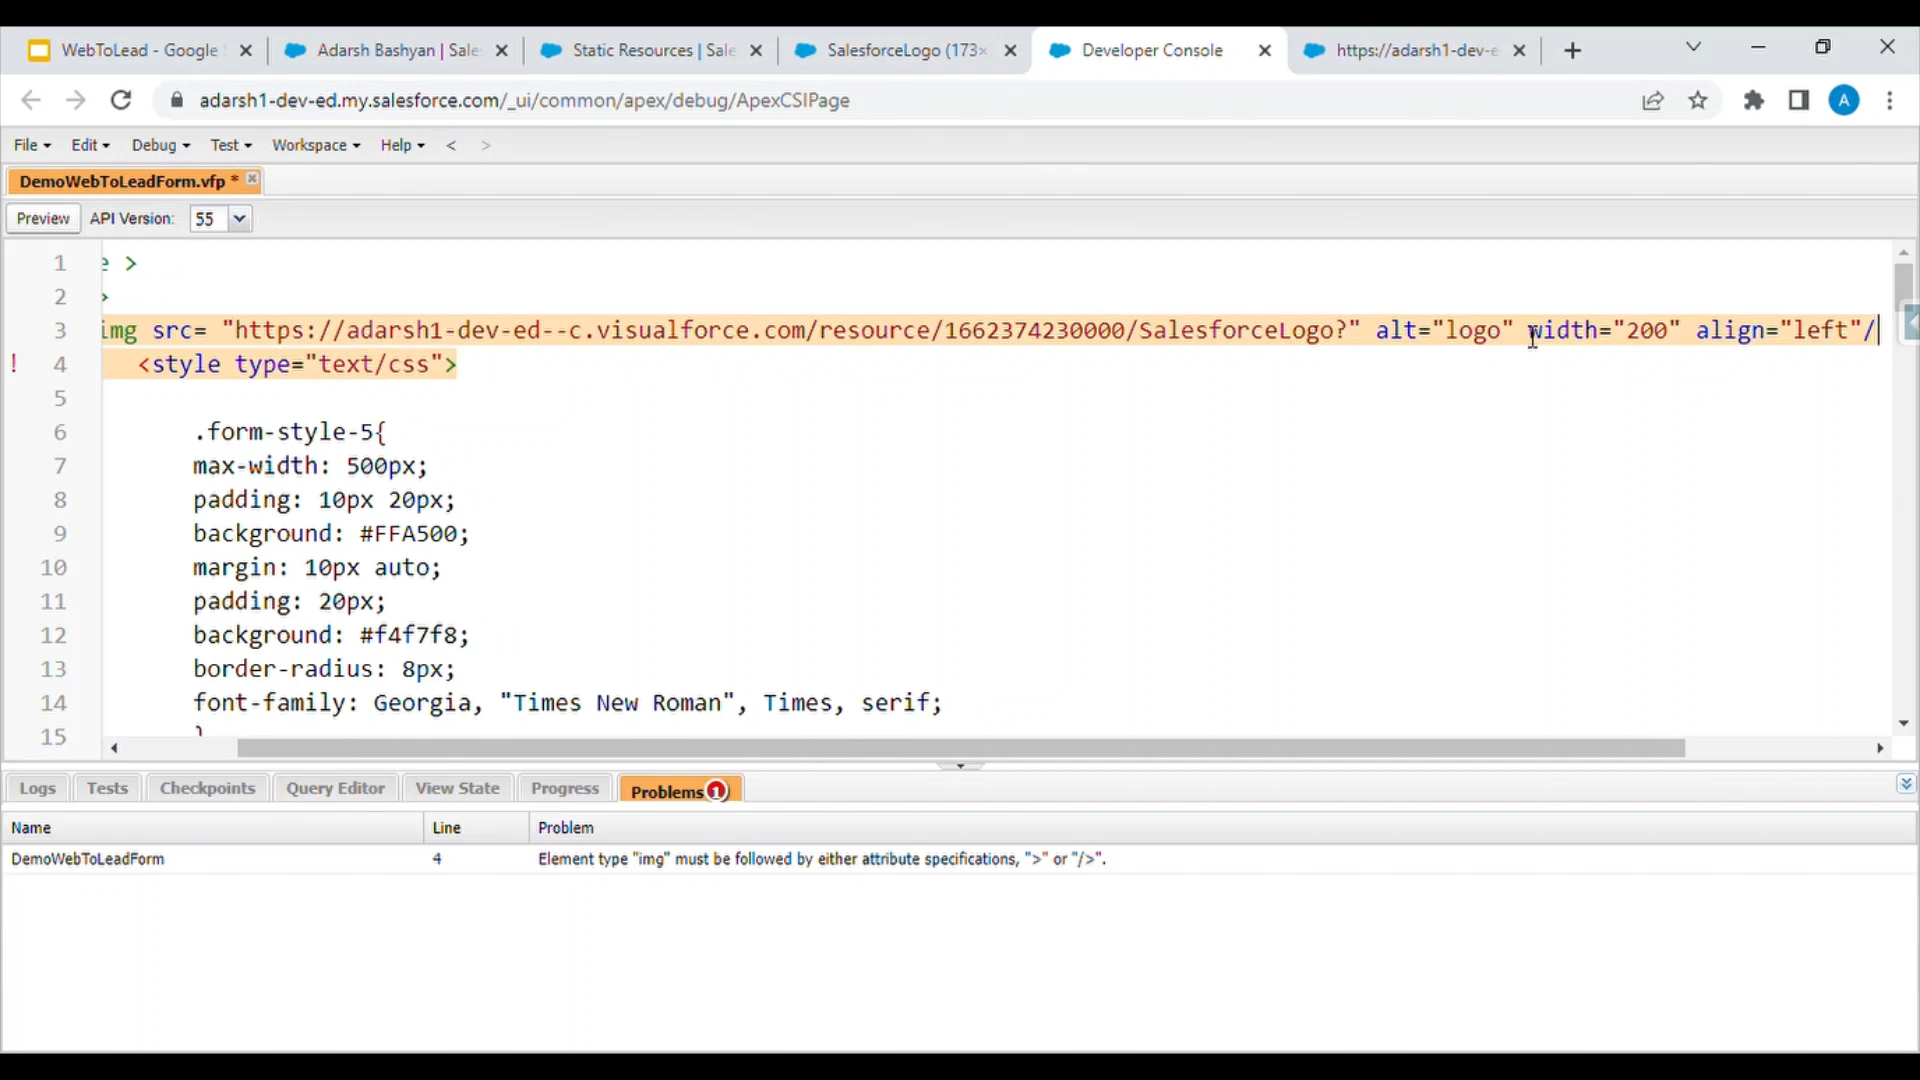 WebToLead - Google S
Adarsh Bashyan | Sale
Static Resources | Sale
SalesforceLogo (173×
Developer Console
https://adarsh1-dev-e
adarsh1-dev-ed.my.salesforce.com/_ui/common/apex/debug/ApexCSIPage
A
File Edit Debug Test Workspace Help < >
DemoWebToLeadForm.vfp *
Preview API Version: 55
1 e >
2 >
3 img src= "https://adarsh1-dev-ed--c.visualforce.com/resource/1662374230000/SalesforceLogo?" alt="logo" width="200" align="left"/
! 4 <style type="text/css">
5
6 .form-style-5{
7 max-width: 500px;
8 padding: 10px 20px;
9 background: #FFA500;
10 margin: 10px auto;
11 padding: 20px;
12 background: #f4f7f8;
13 border-radius: 8px;
14 font-family: Georgia, "Times New Roman", Times, serif;
15 }
Logs Tests Checkpoints Query Editor View State Progress Problems 1
Name Line Problem
DemoWebToLeadForm 4 Element type "img" must be followed by either attribute specifications, ">" or "/>".